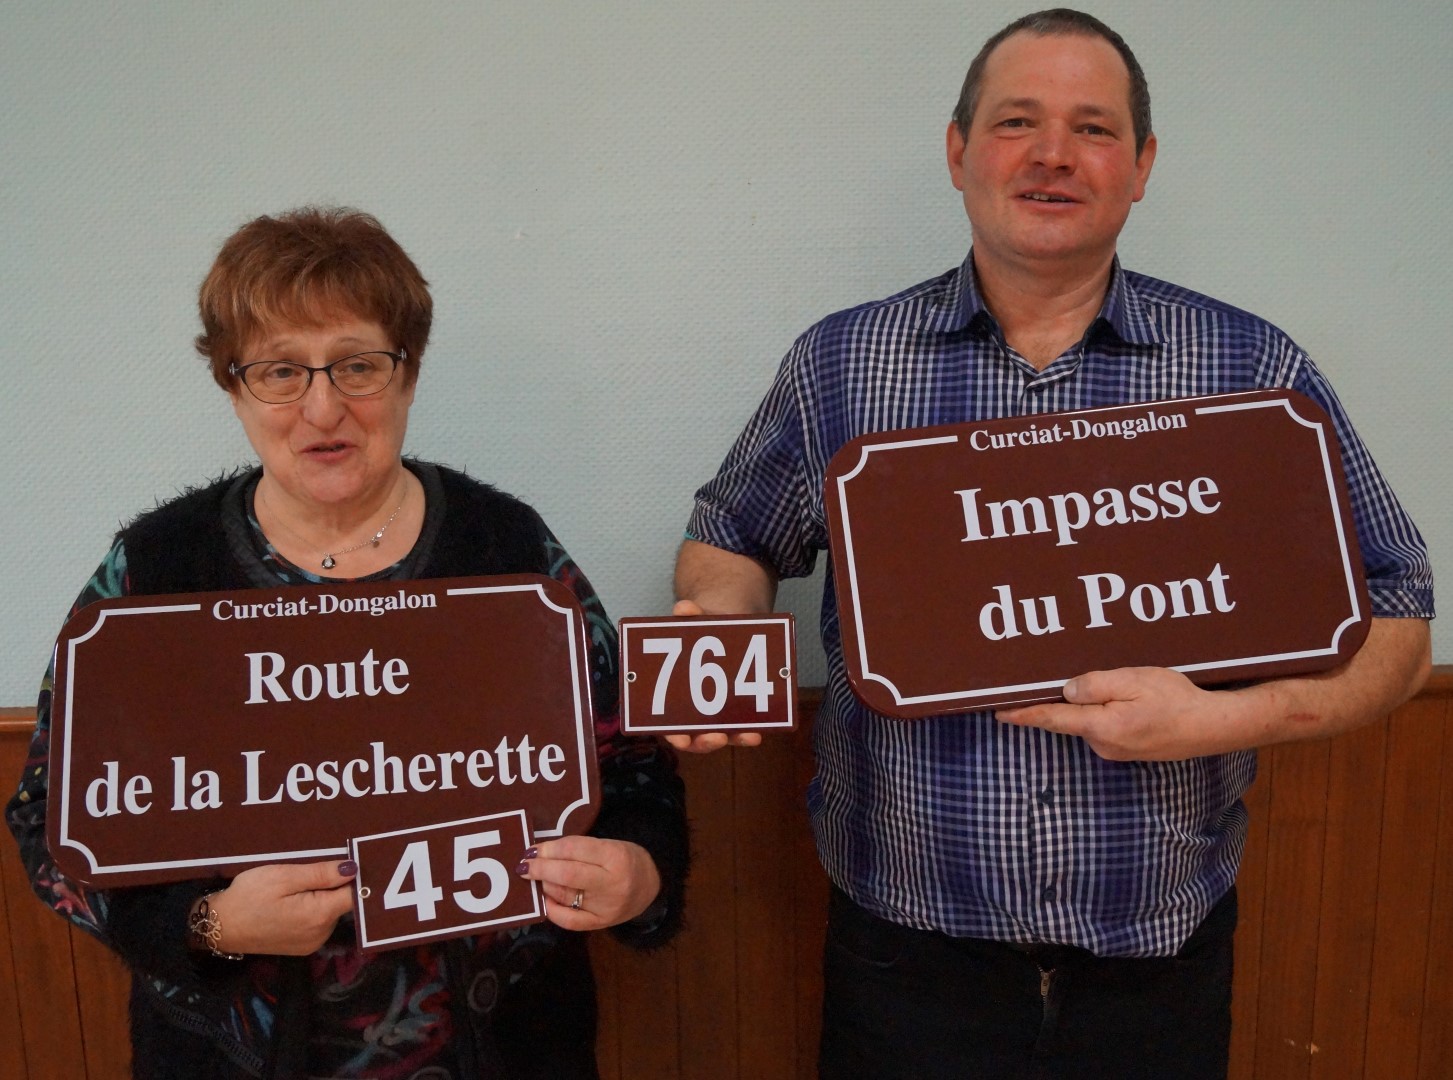 Curciat-Dongalon
Route
de la Lescherette
45
764
Curciat-Dongalon
Impasse
du Pont